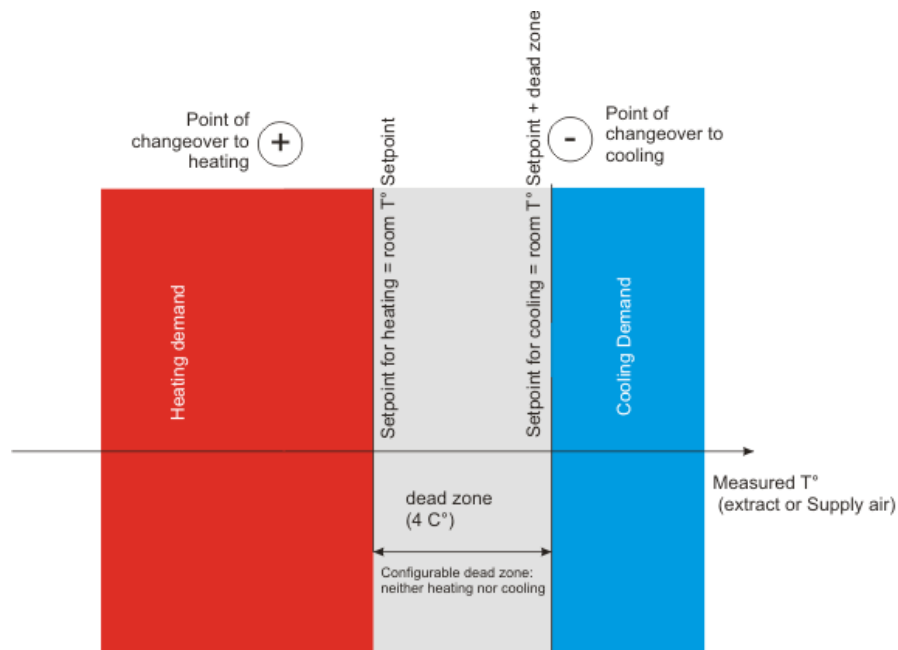 Point of
changeover to
heating
+
Setpoint for heating = room T° Setpoint
Setpoint for cooling = room T° Setpoint + dead zone
-
Point of
changeover to
cooling
Heating demand
Cooling Demand
Measured T°
(extract or Supply air)
dead zone
(4 C°)
Configurable dead zone:
neither heating nor cooling